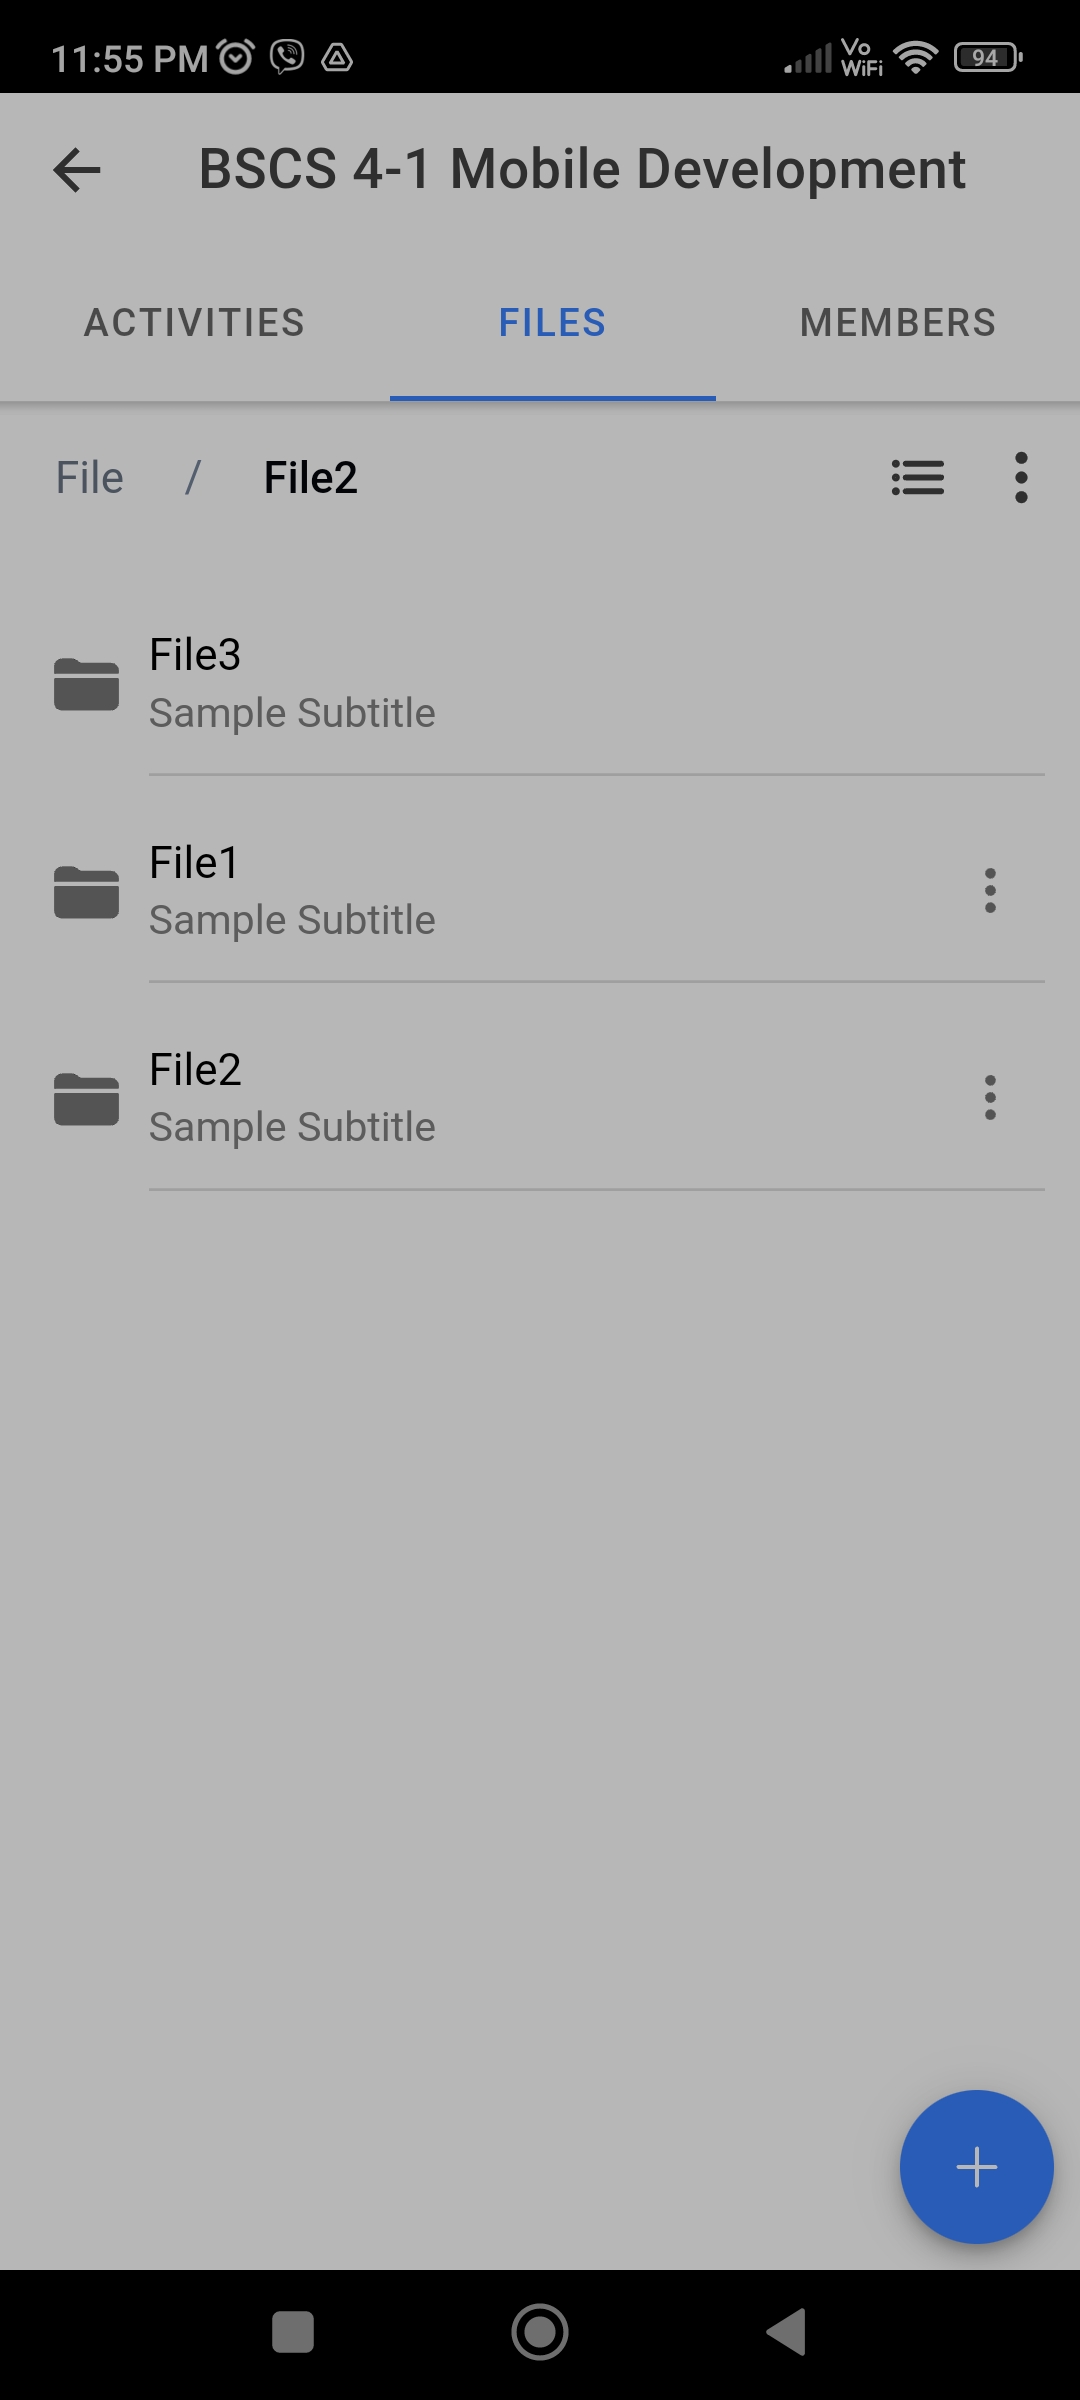 11:55 PM Vo WiFi 94
BSCS 4-1 Mobile Development
ACTIVITIES FILES MEMBERS
File / File2
File3
Sample Subtitle
File1
Sample Subtitle
File2
Sample Subtitle